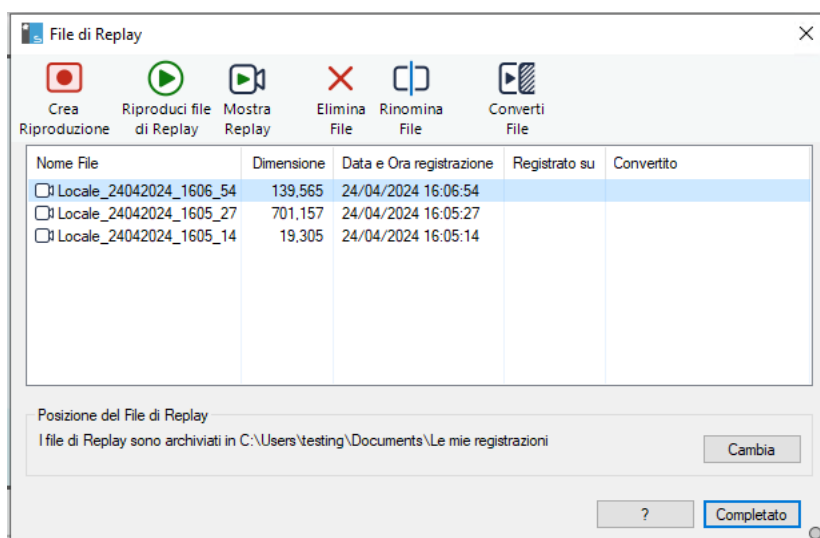 File di Replay
Crea Riproduzione
Riproduci file di Replay
Mostra Replay
Elimina File
Rinomina File
Converti File
Nome File Dimensione Data e Ora registrazione Registrato su Convertito
Locale_24042024_1606_54 139,565 24/04/2024 16:06:54
Locale_24042024_1605_27 701,157 24/04/2024 16:05:27
Locale_24042024_1605_14 19,305 24/04/2024 16:05:14
Posizione del File di Replay
I file di Replay sono archiviati in C:\Users\testing\Documents\Le mie registrazioni
Cambia
? Completato